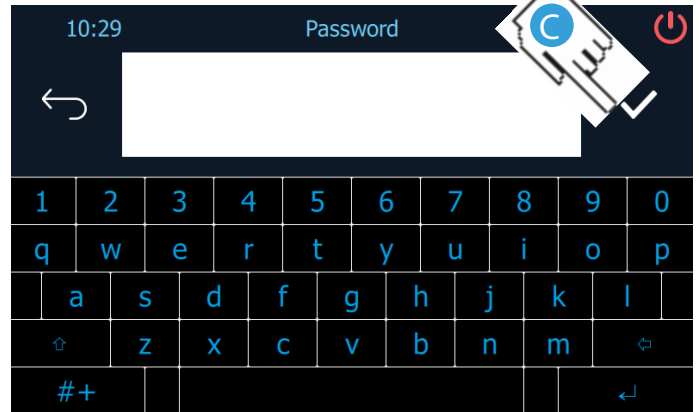 10:29 Password C
1 2 3 4 5 6 7 8 9 0
q w e r t y u i o p
a s d f g h j k l
z x c v b n m
#+